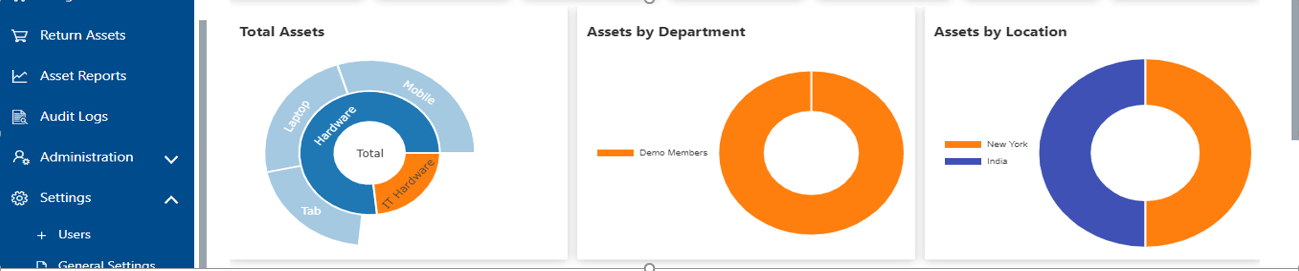 Return Assets
Asset Reports
Audit Logs
Administration
Settings
Users
General Settings
Total Assets
Mobile
Laptop
Hardware
Total
IT Hardware
Tab
Assets by Department
Demo Members
Assets by Location
New York
India